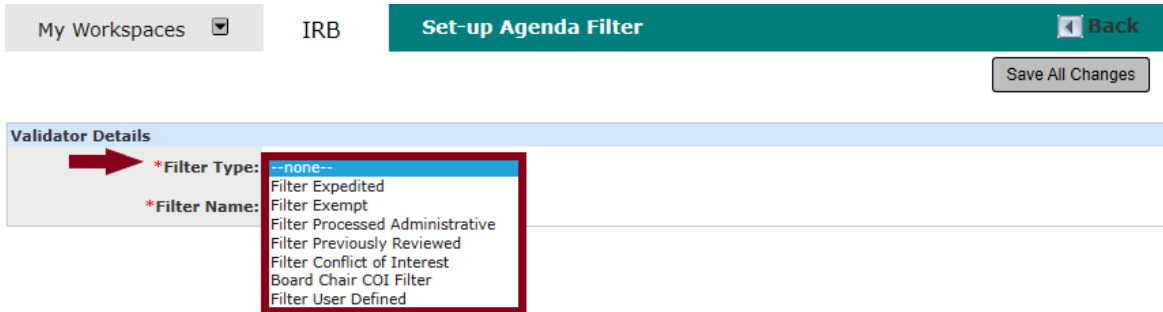 My Workspaces IRB Set-up Agenda Filter Back
Save All Changes
Validator Details
*Filter Type: --none--
Filter Expedited
*Filter Name: Filter Exempt
Filter Processed Administrative
Filter Previously Reviewed
Filter Conflict of Interest
Board Chair COI Filter
Filter User Defined